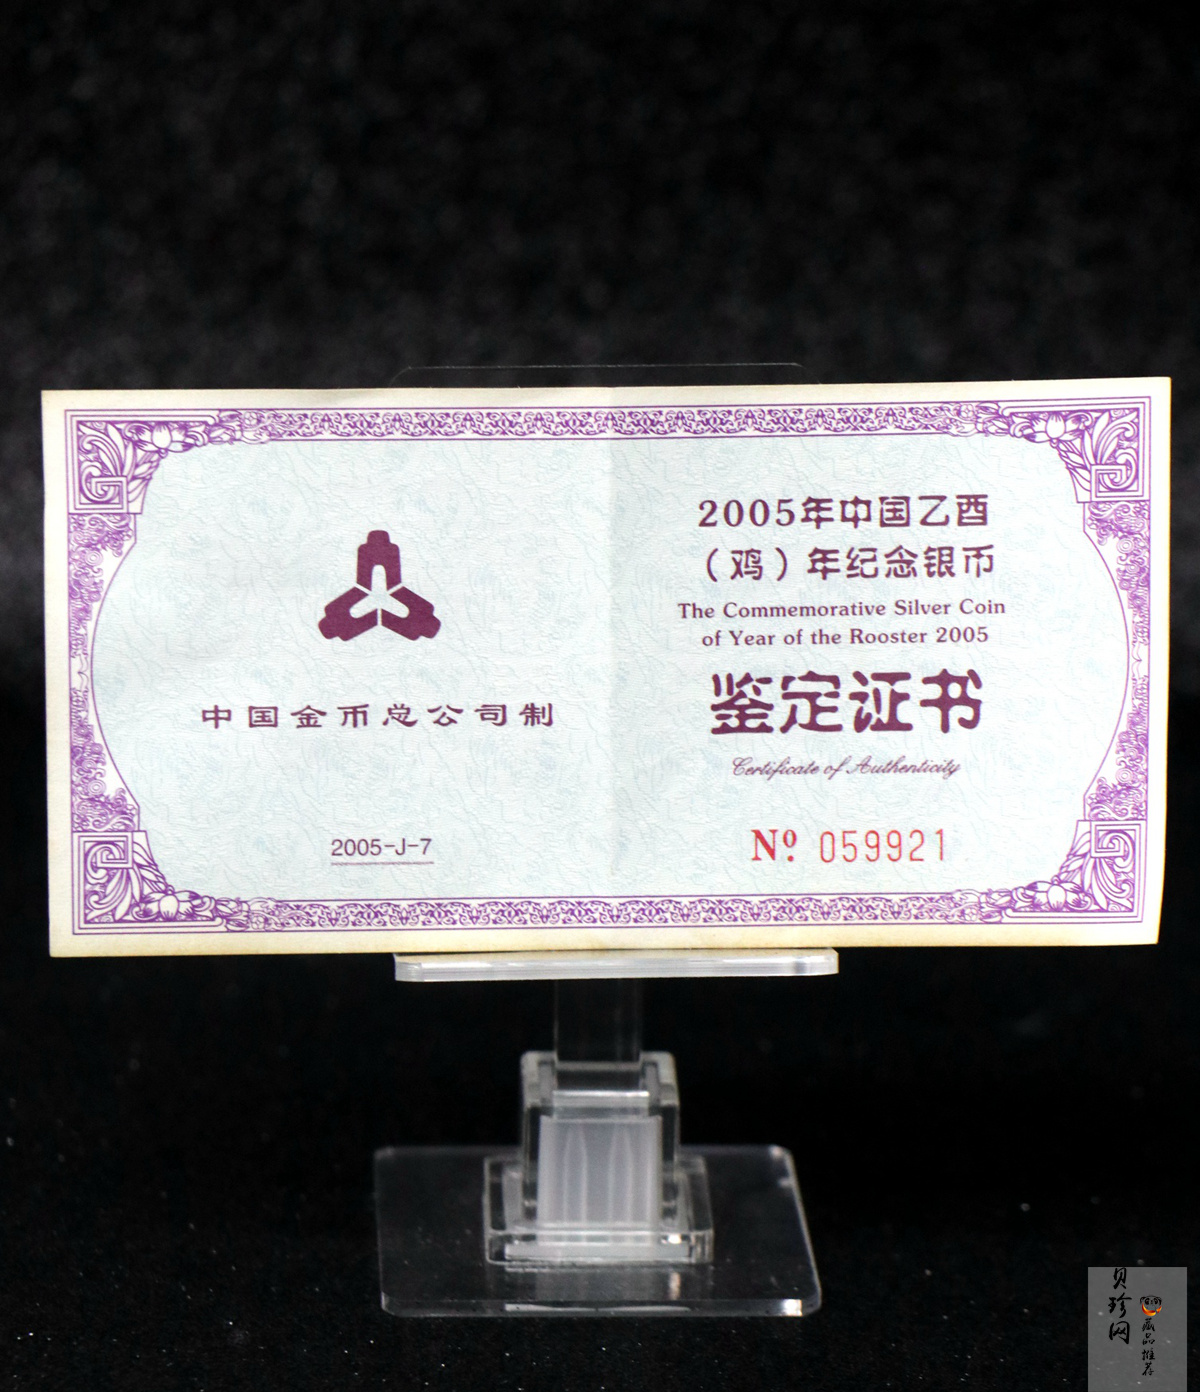 中国金币总公司制
2005-J-7
2005年中国乙酉
（鸡）年纪念银币
The Commemorative Silver Coin
of Year of the Rooster 2005
鉴定证书
Certificate of Authenticity
Nº 059921
贝珍网
藏品推荐